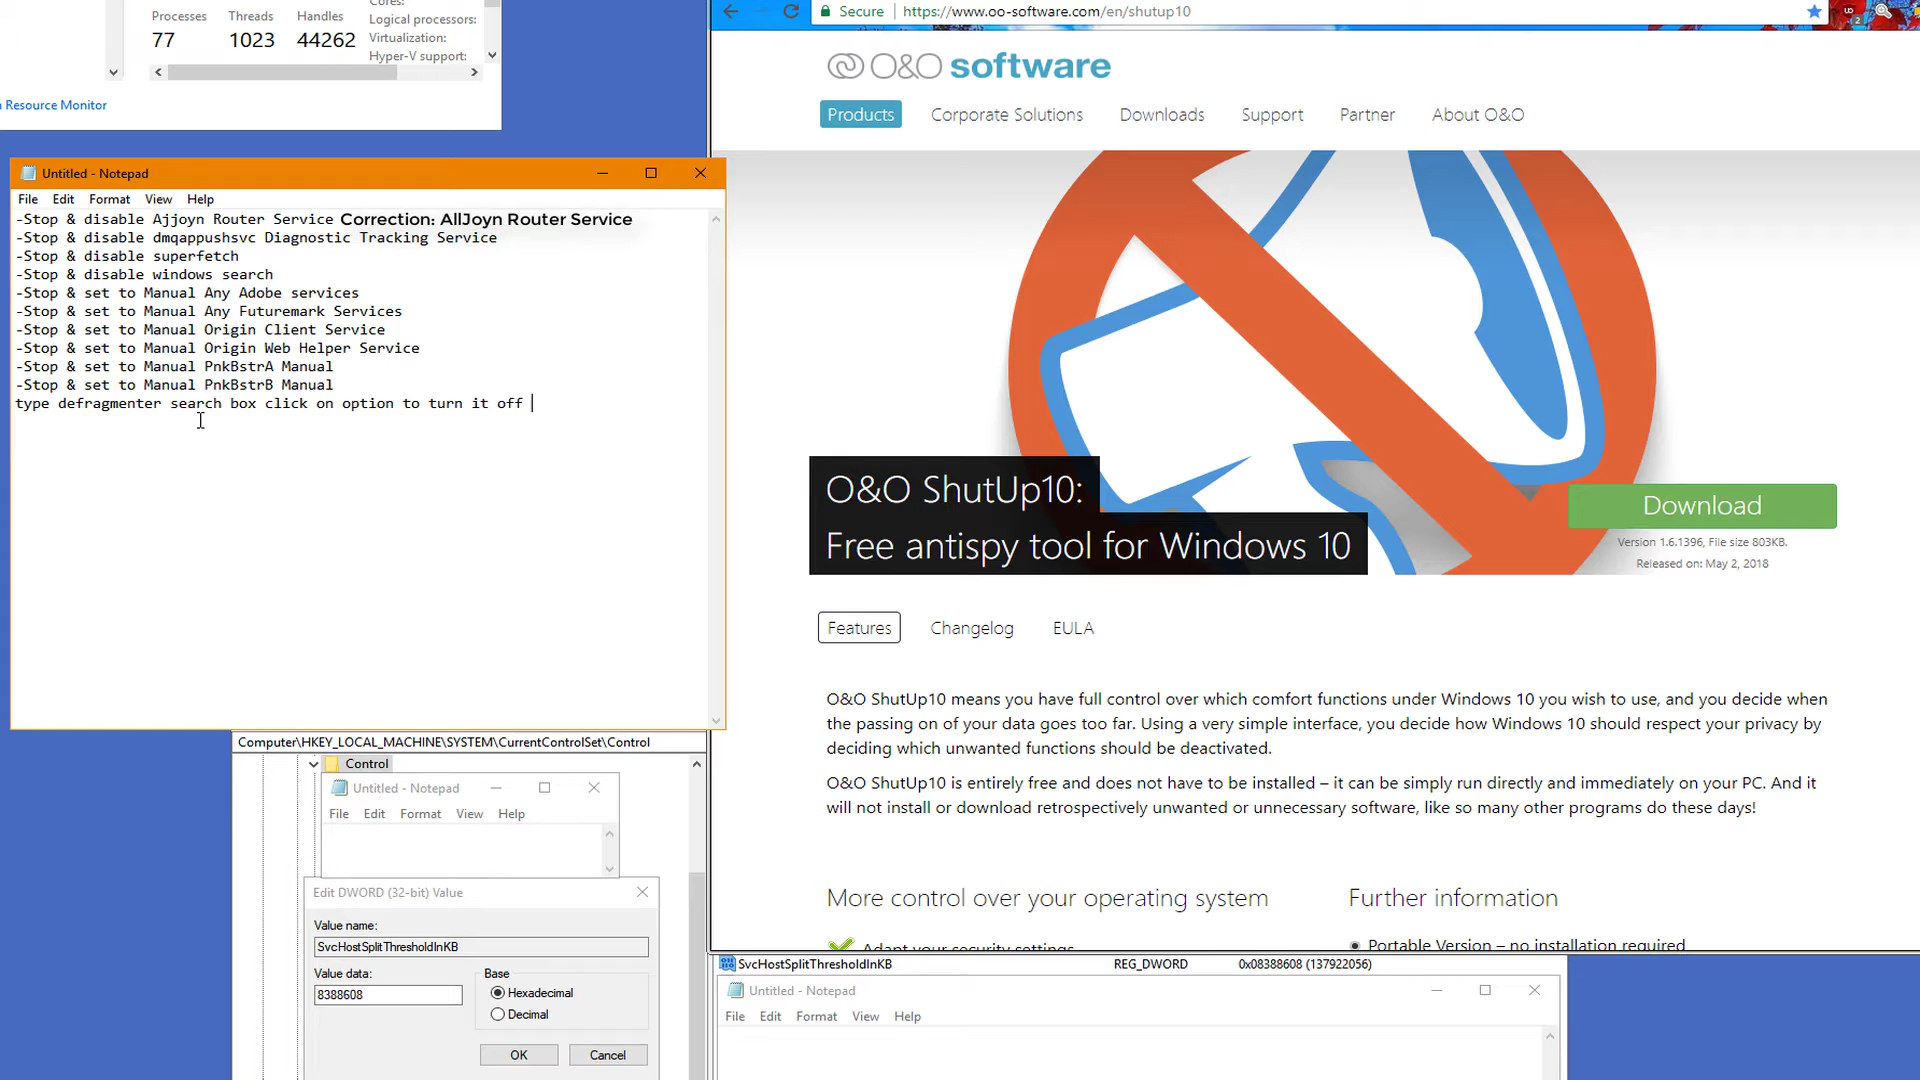 Processes
Threads
Handles
77
1023
44262
Cores:
Logical processors:
Virtualization:
Hyper-V support:
Resource Monitor
Secure
https://www.oo-software.com/en/shutup10
O&O software
Products
Corporate Solutions
Downloads
Support
Partner
About O&O
Untitled - Notepad
File
Edit
Format
View
Help
-Stop & disable Ajjoyn Router Service Correction: AllJoyn Router Service
-Stop & disable dmqappushsvc Diagnostic Tracking Service
-Stop & disable superfetch
-Stop & disable windows search
-Stop & set to Manual Any Adobe services
-Stop & set to Manual Any Futuremark Services
-Stop & set to Manual Origin Client Service
-Stop & set to Manual Origin Web Helper Service
-Stop & set to Manual PnkBstrA Manual
-Stop & set to Manual PnkBstrB Manual
type defragmenter search box click on option to turn it off
O&O ShutUp10:
Free antispy tool for Windows 10
Download
Version 1.6.1396, File size 803KB.
Released on: May 2, 2018
Features
Changelog
EULA
O&O ShutUp10 means you have full control over which comfort functions under Windows 10 you wish to use, and you decide when
the passing on of your data goes too far. Using a very simple interface, you decide how Windows 10 should respect your privacy by
deciding which unwanted functions should be deactivated.
O&O ShutUp10 is entirely free and does not have to be installed – it can be simply run directly and immediately on your PC. And it
will not install or download retrospectively unwanted or unnecessary software, like so many other programs do these days!
More control over your operating system
Further information
Adapt your security settings
Portable Version – no installation required
Computer\HKEY_LOCAL_MACHINE\SYSTEM\CurrentControlSet\Control
Control
Untitled - Notepad
File
Edit
Format
View
Help
Edit DWORD (32-bit) Value
Value name:
SvcHostSplitThresholdInKB
Value data:
8388608
Base
Hexadecimal
Decimal
OK
Cancel
SvcHostSplitThresholdInKB
REG_DWORD
0x08388608 (137922056)
Untitled - Notepad
File
Edit
Format
View
Help